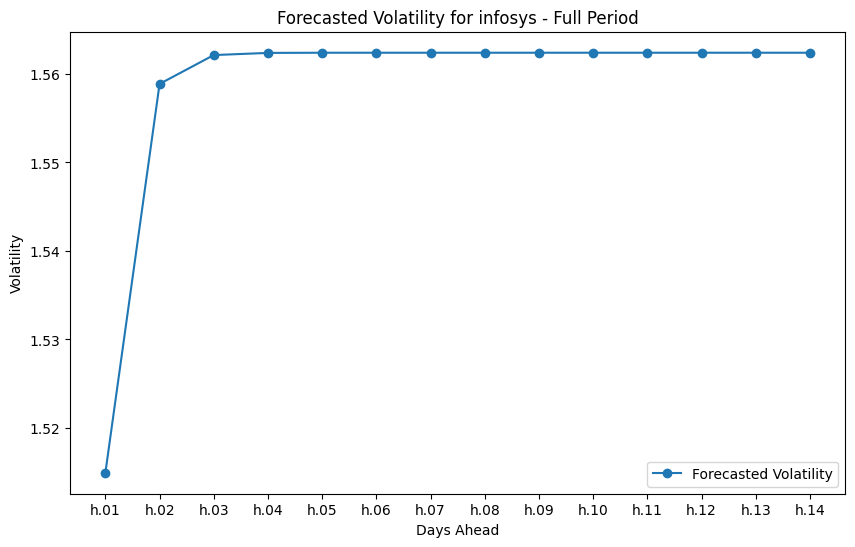 Forecasted Volatility for infosys - Full Period
Volatility
1.56
1.55
1.54
1.53
1.52
Forecasted Volatility
h.01 h.02 h.03 h.04 h.05 h.06 h.07 h.08 h.09 h.10 h.11 h.12 h.13 h.14
Days Ahead